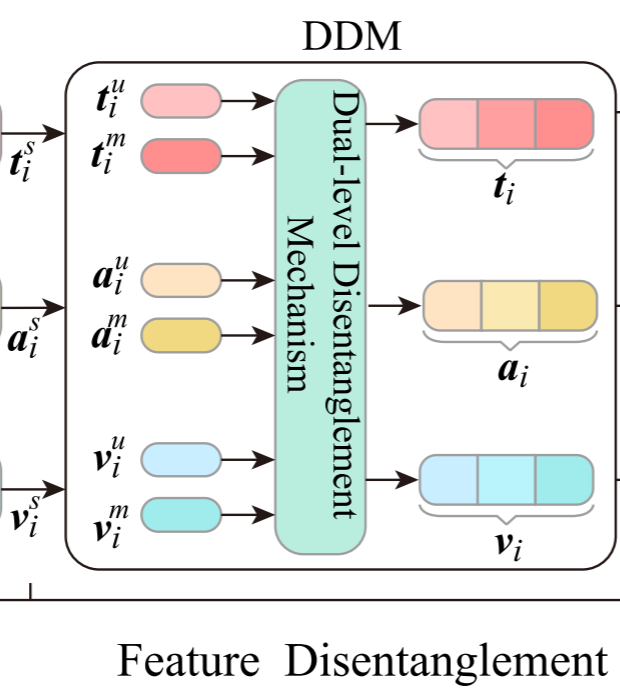 DDM
t_i^s
t_i^u
t_i^m
t_i
a_i^s
a_i^u
a_i^m
a_i
v_i^s
v_i^u
v_i^m
v_i
Dual-level Disentanglement
Mechanism
Feature Disentanglement